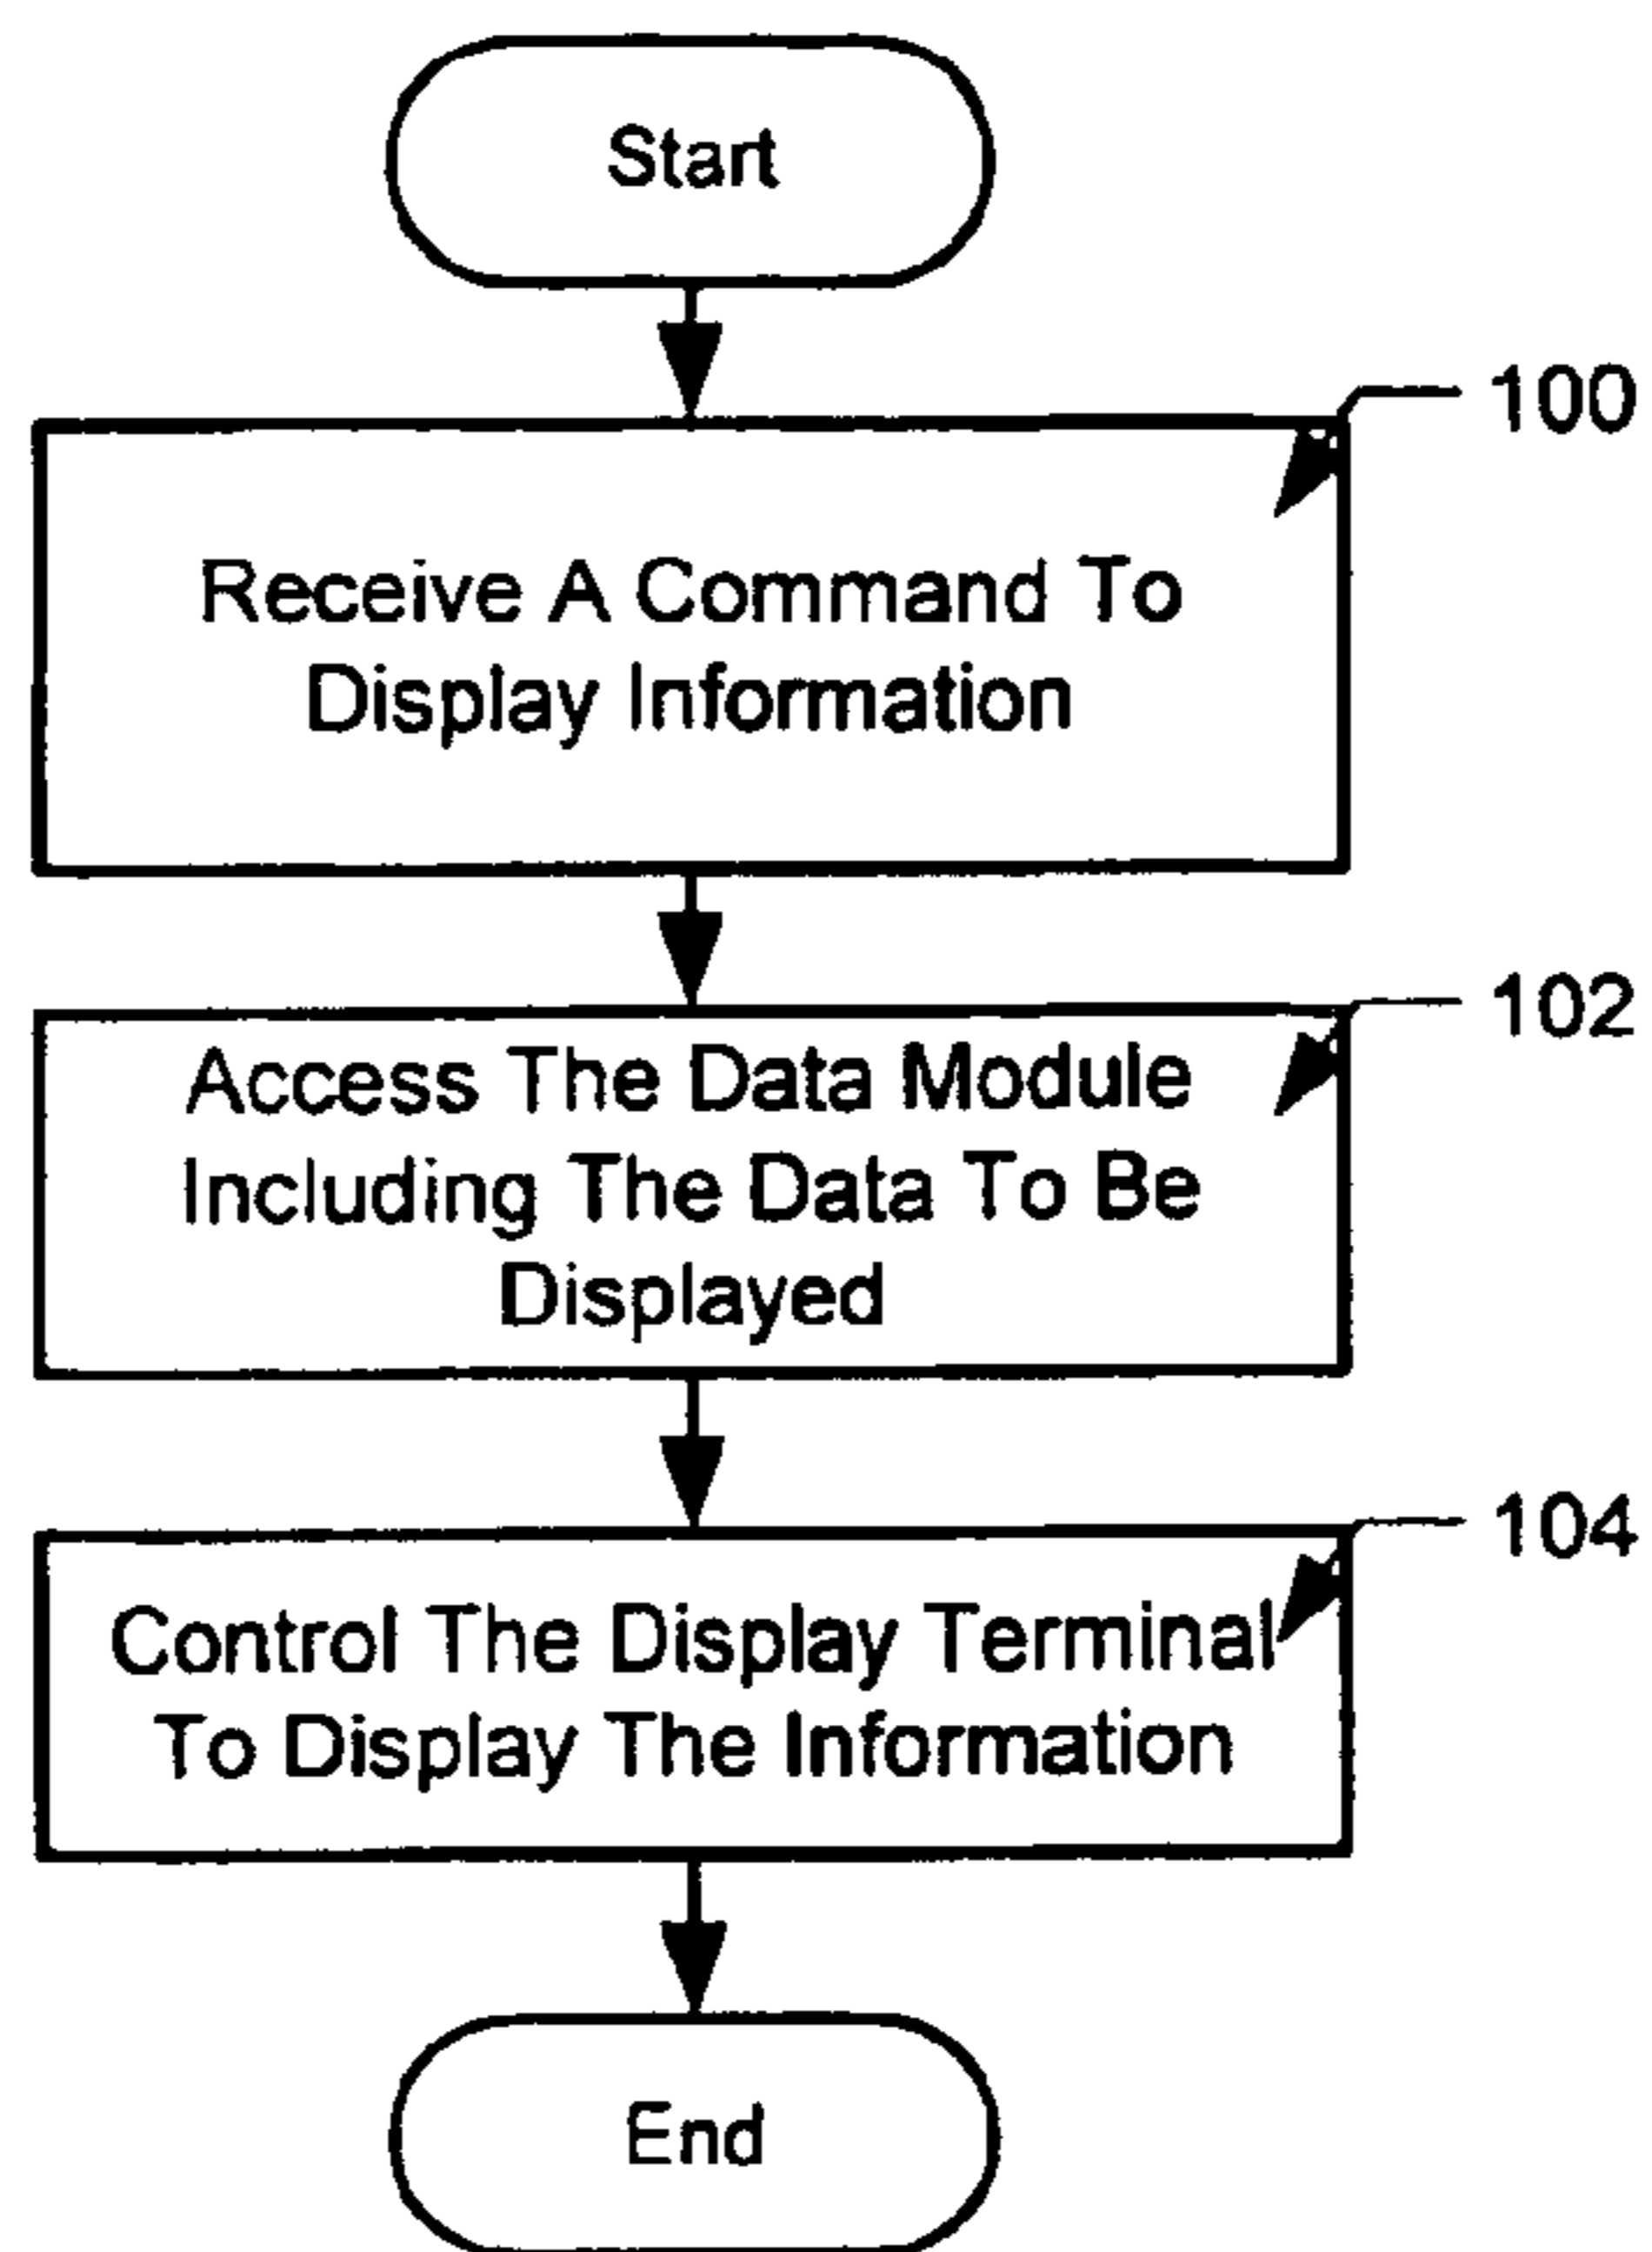 Start
100
Receive A Command To
Display Information
102
Access The Data Module
Including The Data To Be
Displayed
104
Control The Display Terminal
To Display The Information
End